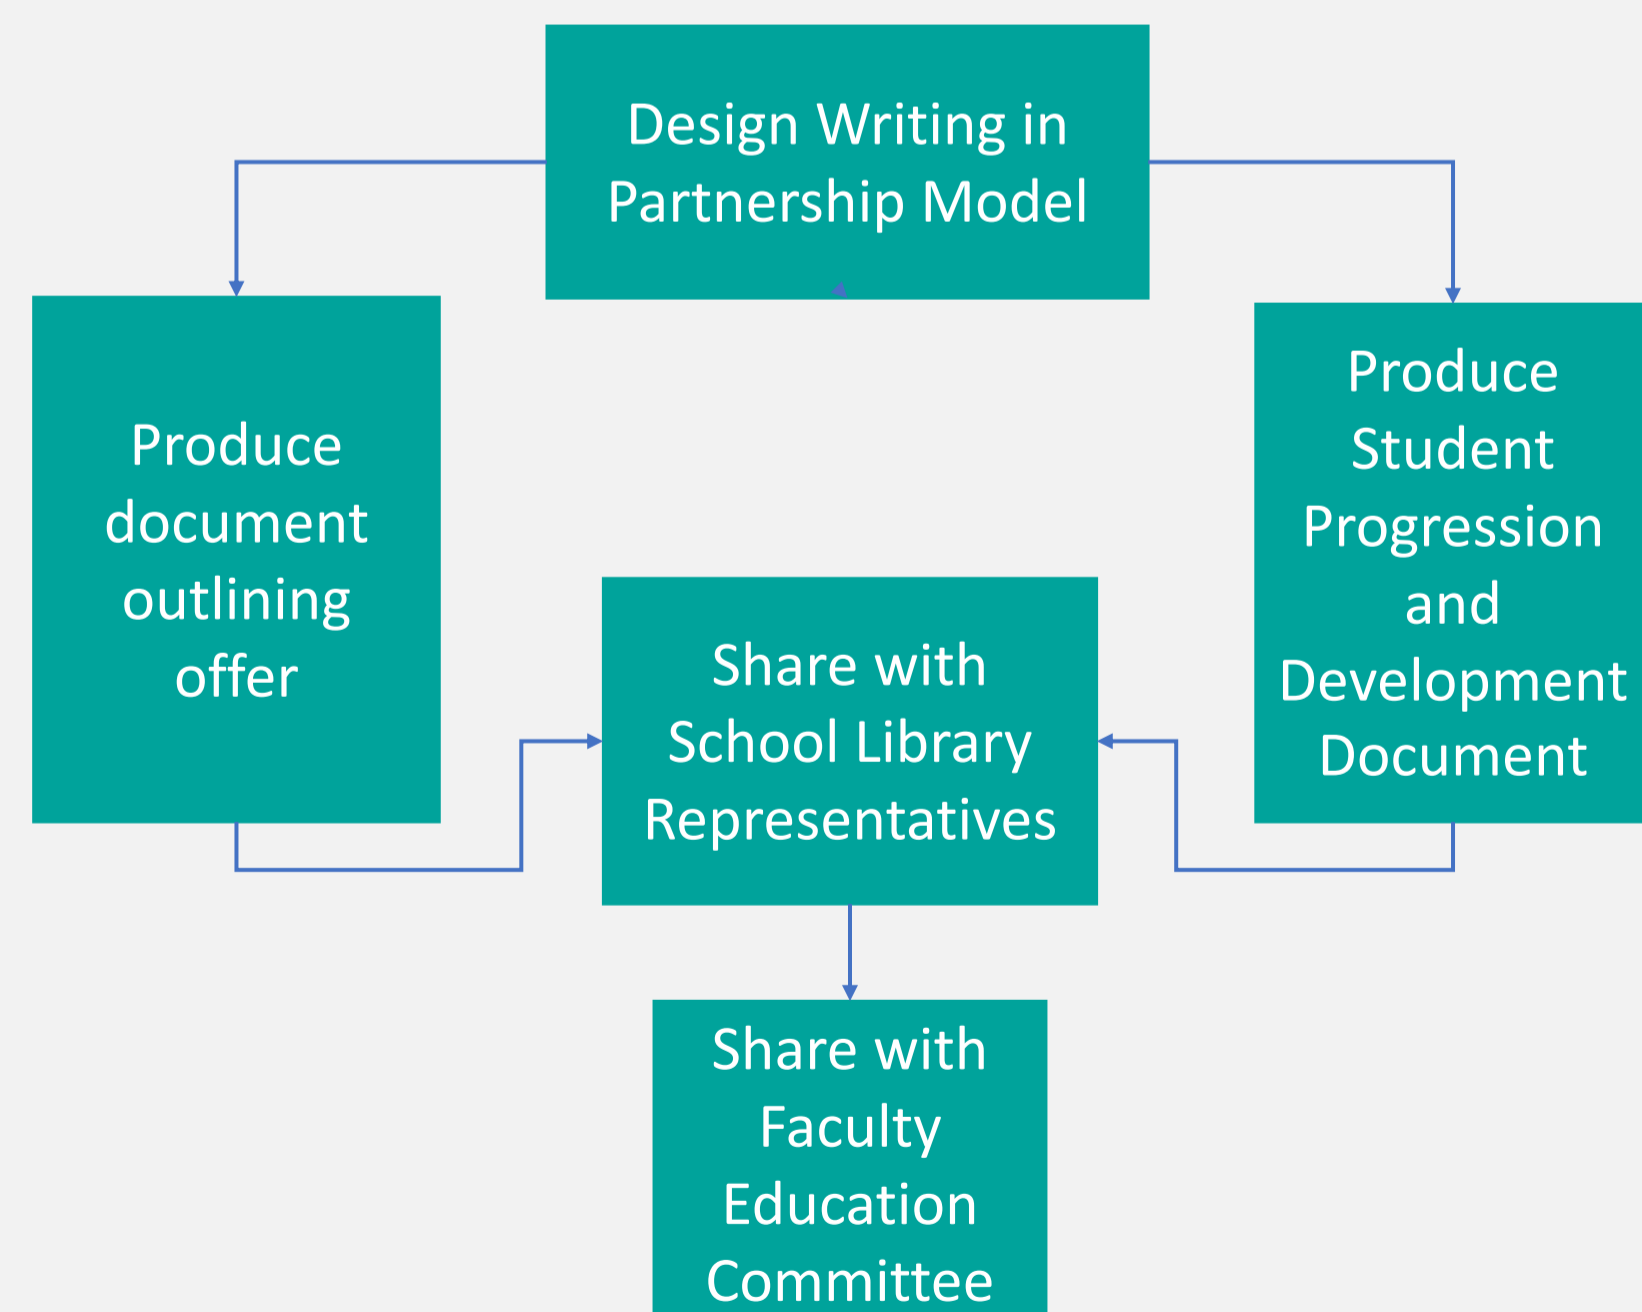 Design Writing in
Partnership Model
Produce
document
outlining
offer
Produce
Student
Progression
and
Development
Document
Share with
School Library
Representatives
Share with
Faculty
Education
Committee